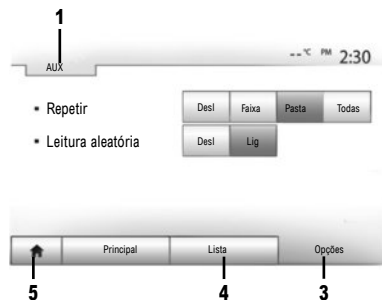 1
AUX
--°C PM 2:30
▪ Repetir Desl Faixa Pasta Todas
▪ Leitura aleatória Desl Lig
Principal Lista Opções
5 4 3